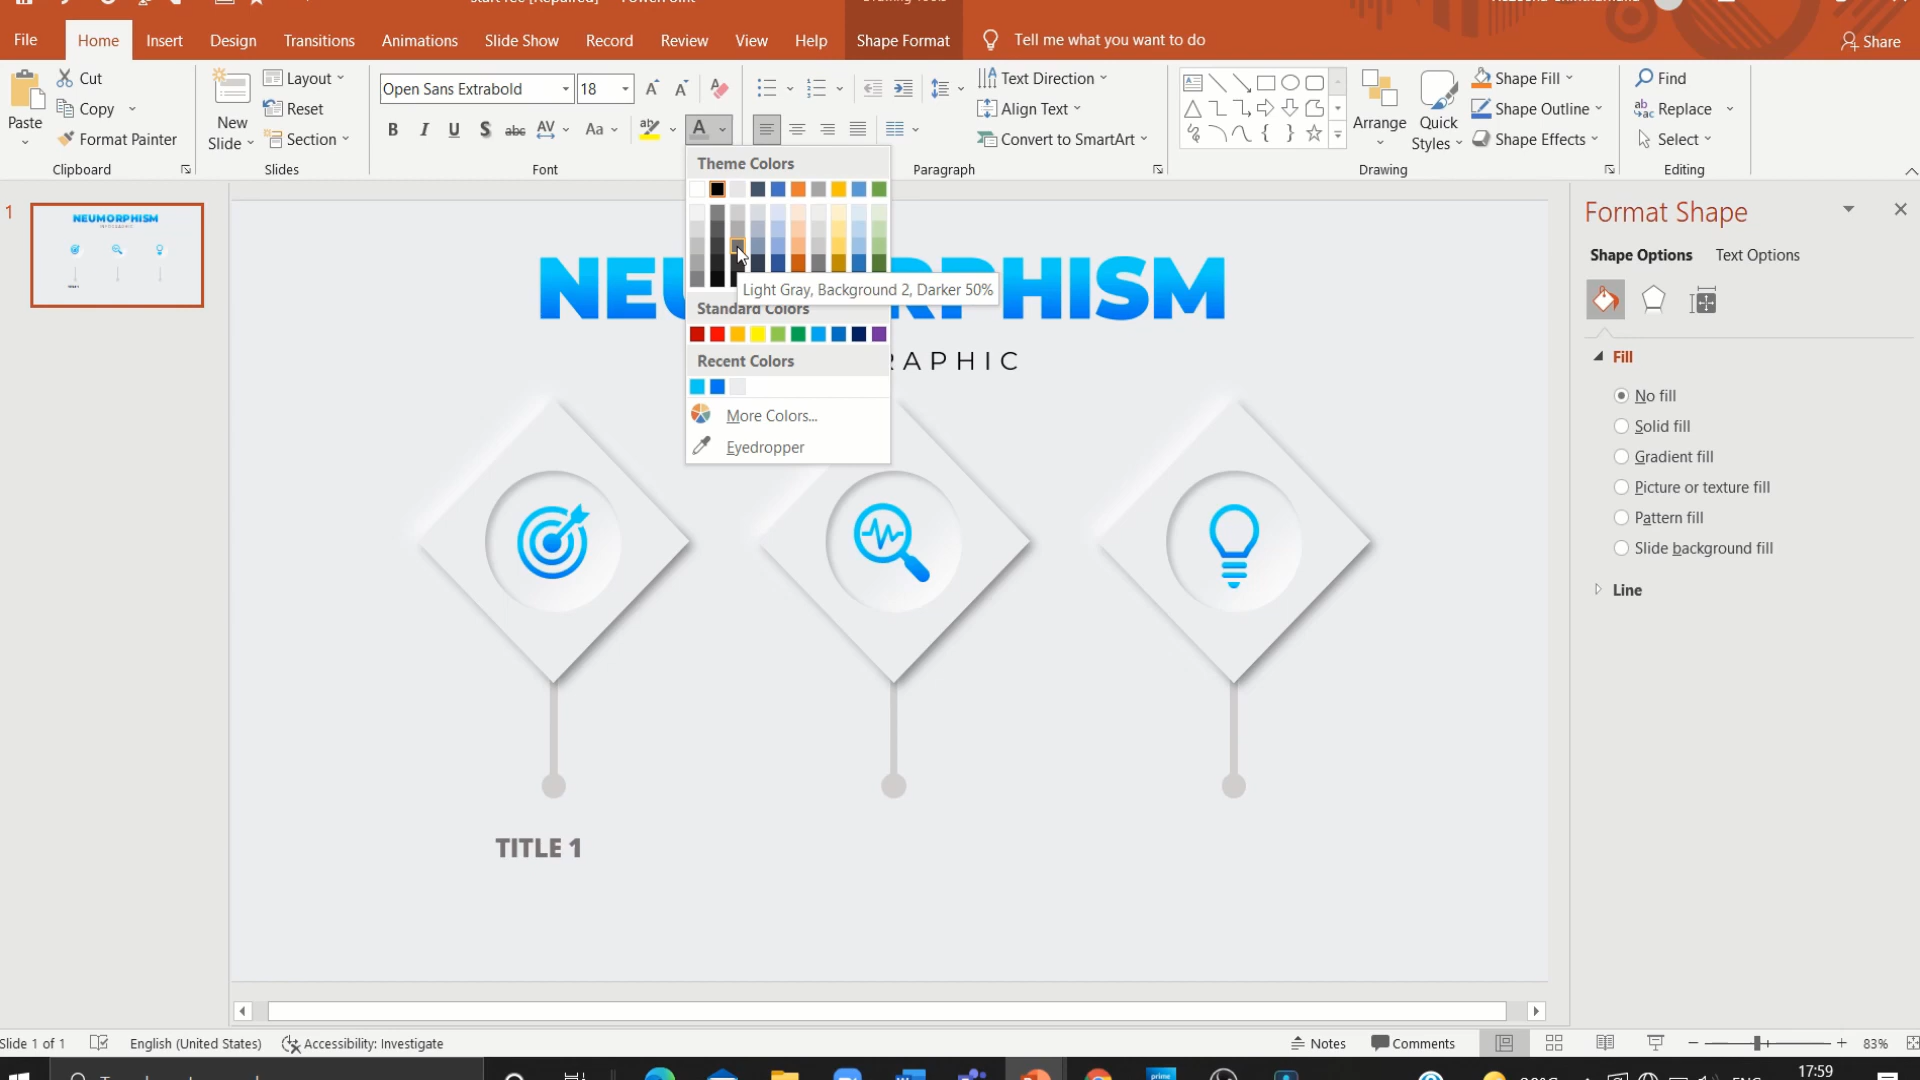 File Home Insert Design Transitions Animations Slide Show Record Review View Help Shape Format Tell me what you want to do Share
Paste
Cut
Copy
Format Painter
Clipboard
New
Slide
Layout
Reset
Section
Slides
Open Sans Extrabold 18
B I U S abc AV Aa A
Font
Text Direction
Align Text
Convert to SmartArt
Paragraph
Arrange
Quick
Styles
Shape Fill
Shape Outline
Shape Effects
Drawing
Find
Replace
Select
Editing
Theme Colors
Light Gray, Background 2, Darker 50%
Standard Colors
Recent Colors
More Colors...
Eyedropper
1
NEUMORPHISM
RPHISM
RAPHIC
TITLE 1
Format Shape
Shape Options Text Options
Fill
No fill
Solid fill
Gradient fill
Picture or texture fill
Pattern fill
Slide background fill
Line
Slide 1 of 1 English (United States) Accessibility: Investigate Notes Comments 83%
prime
17:59